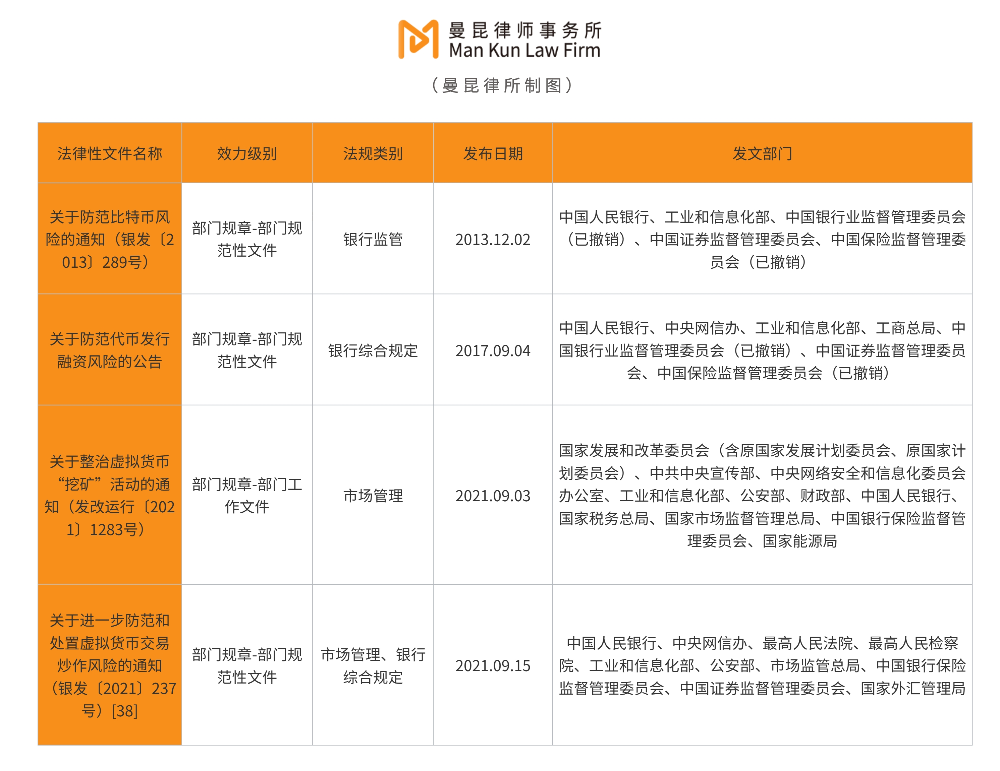 曼昆律师事务所
Man Kun Law Firm
（曼昆律所制图）
法律性文件名称
效力级别
法规类别
发布日期
发文部门
关于防范比特币风
险的通知（银发〔2
013〕289号）
部门规章-部门规
范性文件
银行监管
2013.12.02
中国人民银行、工业和信息化部、中国银行业监督管理委员会
（已撤销）、中国证券监督管理委员会、中国保险监督管理委
员会（已撤销）
关于防范代币发行
融资风险的公告
部门规章-部门规
范性文件
银行综合规定
2017.09.04
中国人民银行、中央网信办、工业和信息化部、工商总局、中
国银行业监督管理委员会（已撤销）、中国证券监督管理委员
会、中国保险监督管理委员会（已撤销）
关于整治虚拟货币
“挖矿”活动的通
知（发改运行〔202
1〕1283号）
部门规章-部门工
作文件
市场管理
2021.09.03
国家发展和改革委员会（含原国家发展计划委员会、原国家计
划委员会）、中共中央宣传部、中央网络安全和信息化委员会
办公室、工业和信息化部、公安部、财政部、中国人民银行、
国家税务总局、国家市场监督管理总局、中国银行保险监督管
理委员会、国家能源局
关于进一步防范和
处置虚拟货币交易
炒作风险的通知
（银发〔2021〕237
号）[38]
部门规章-部门规
范性文件
市场管理、银行
综合规定
2021.09.15
中国人民银行、中央网信办、最高人民法院、最高人民检察
院、工业和信息化部、公安部、市场监管总局、中国银行保险
监督管理委员会、中国证券监督管理委员会、国家外汇管理局